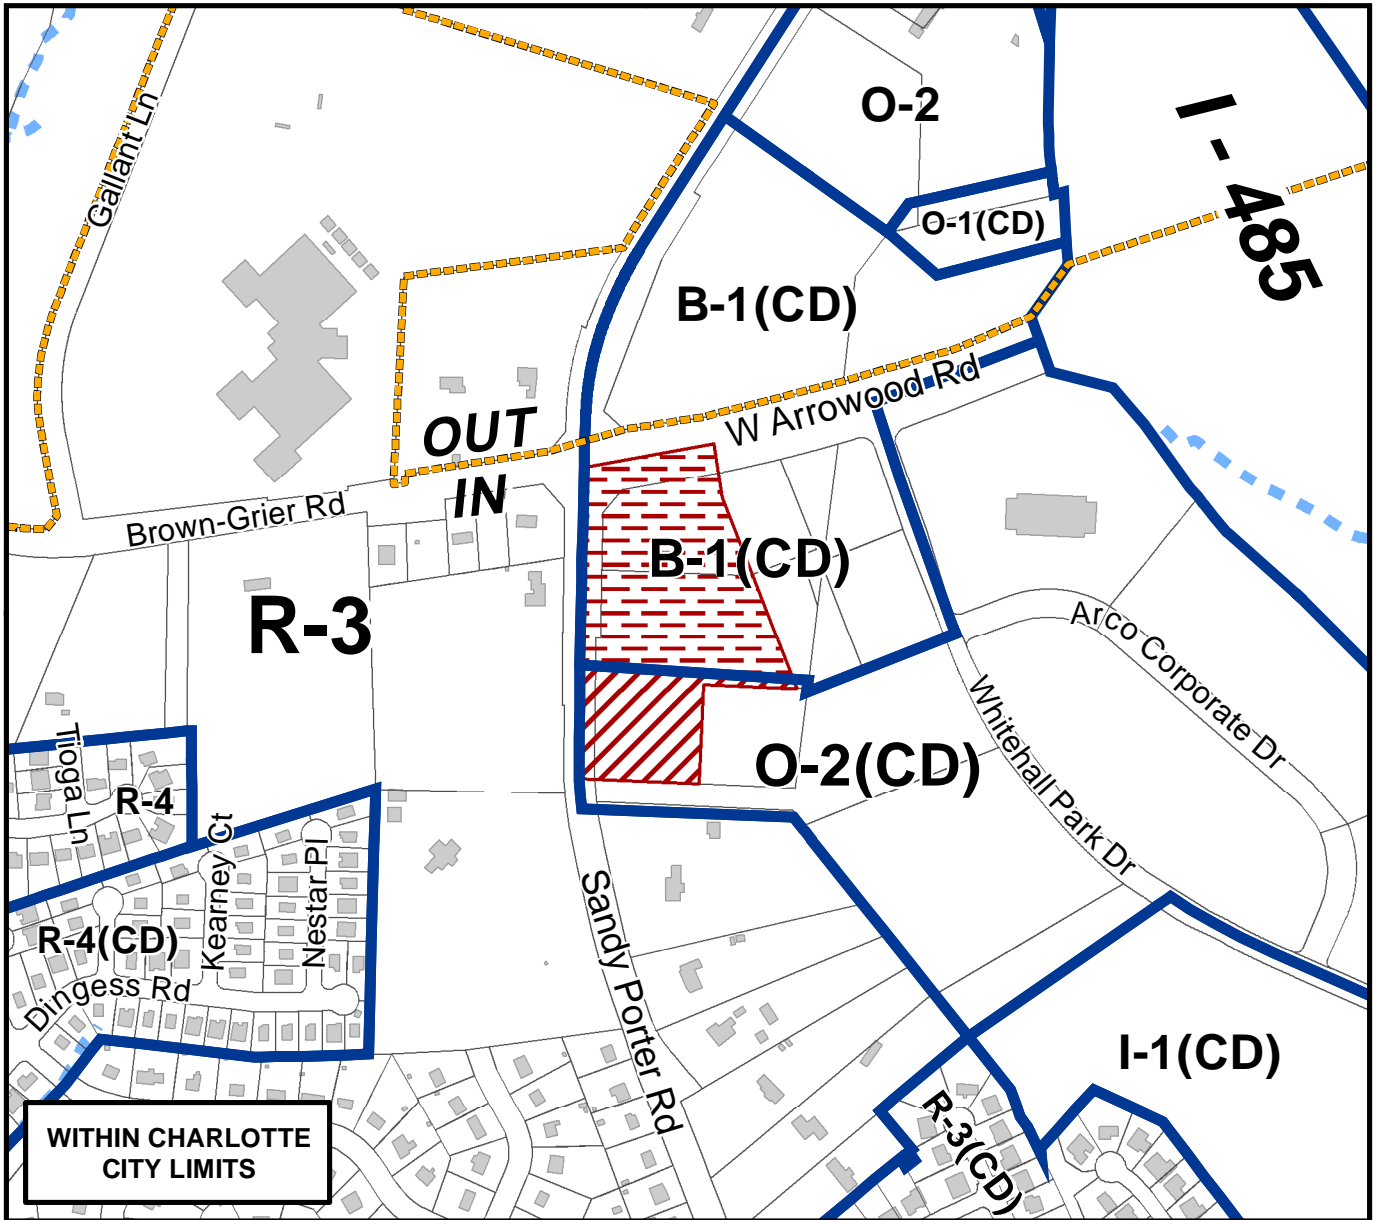 O-2
I - 485
Gallant Ln
O-1(CD)
B-1(CD)
W Arrowood Rd
OUT
IN
Brown-Grier Rd
B-1(CD)
R-3
Arco Corporate Dr
Whitehall Park Dr
Tioga Ln
R-4
O-2(CD)
Kearney Ct
Nestar Pl
R-4(CD)
Dingess Rd
Sandy Porter Rd
I-1(CD)
R-3(CD)
WITHIN CHARLOTTE
CITY LIMITS